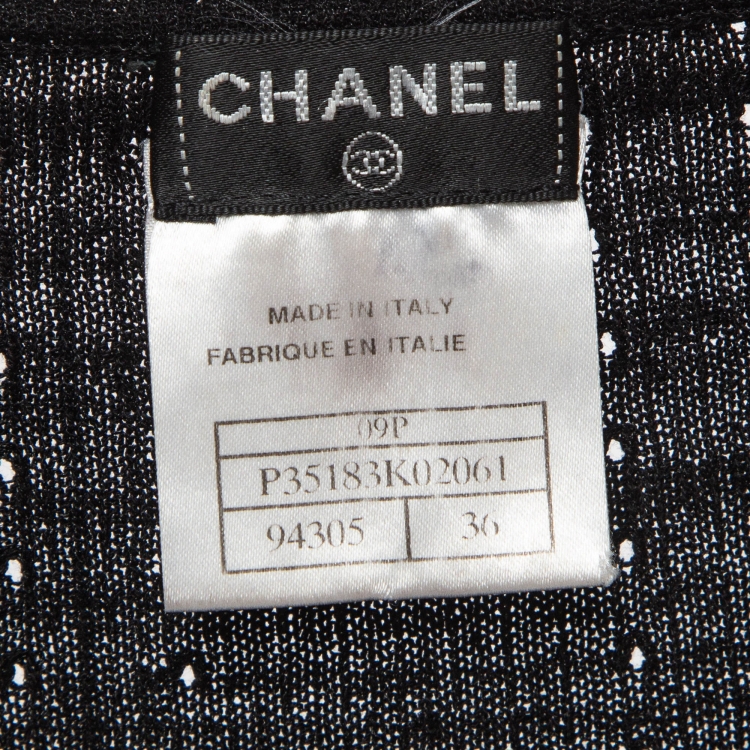 CHANEL
MADE IN ITALY
FABRIQUE EN ITALIE
09P
P35183K02061
94305 36